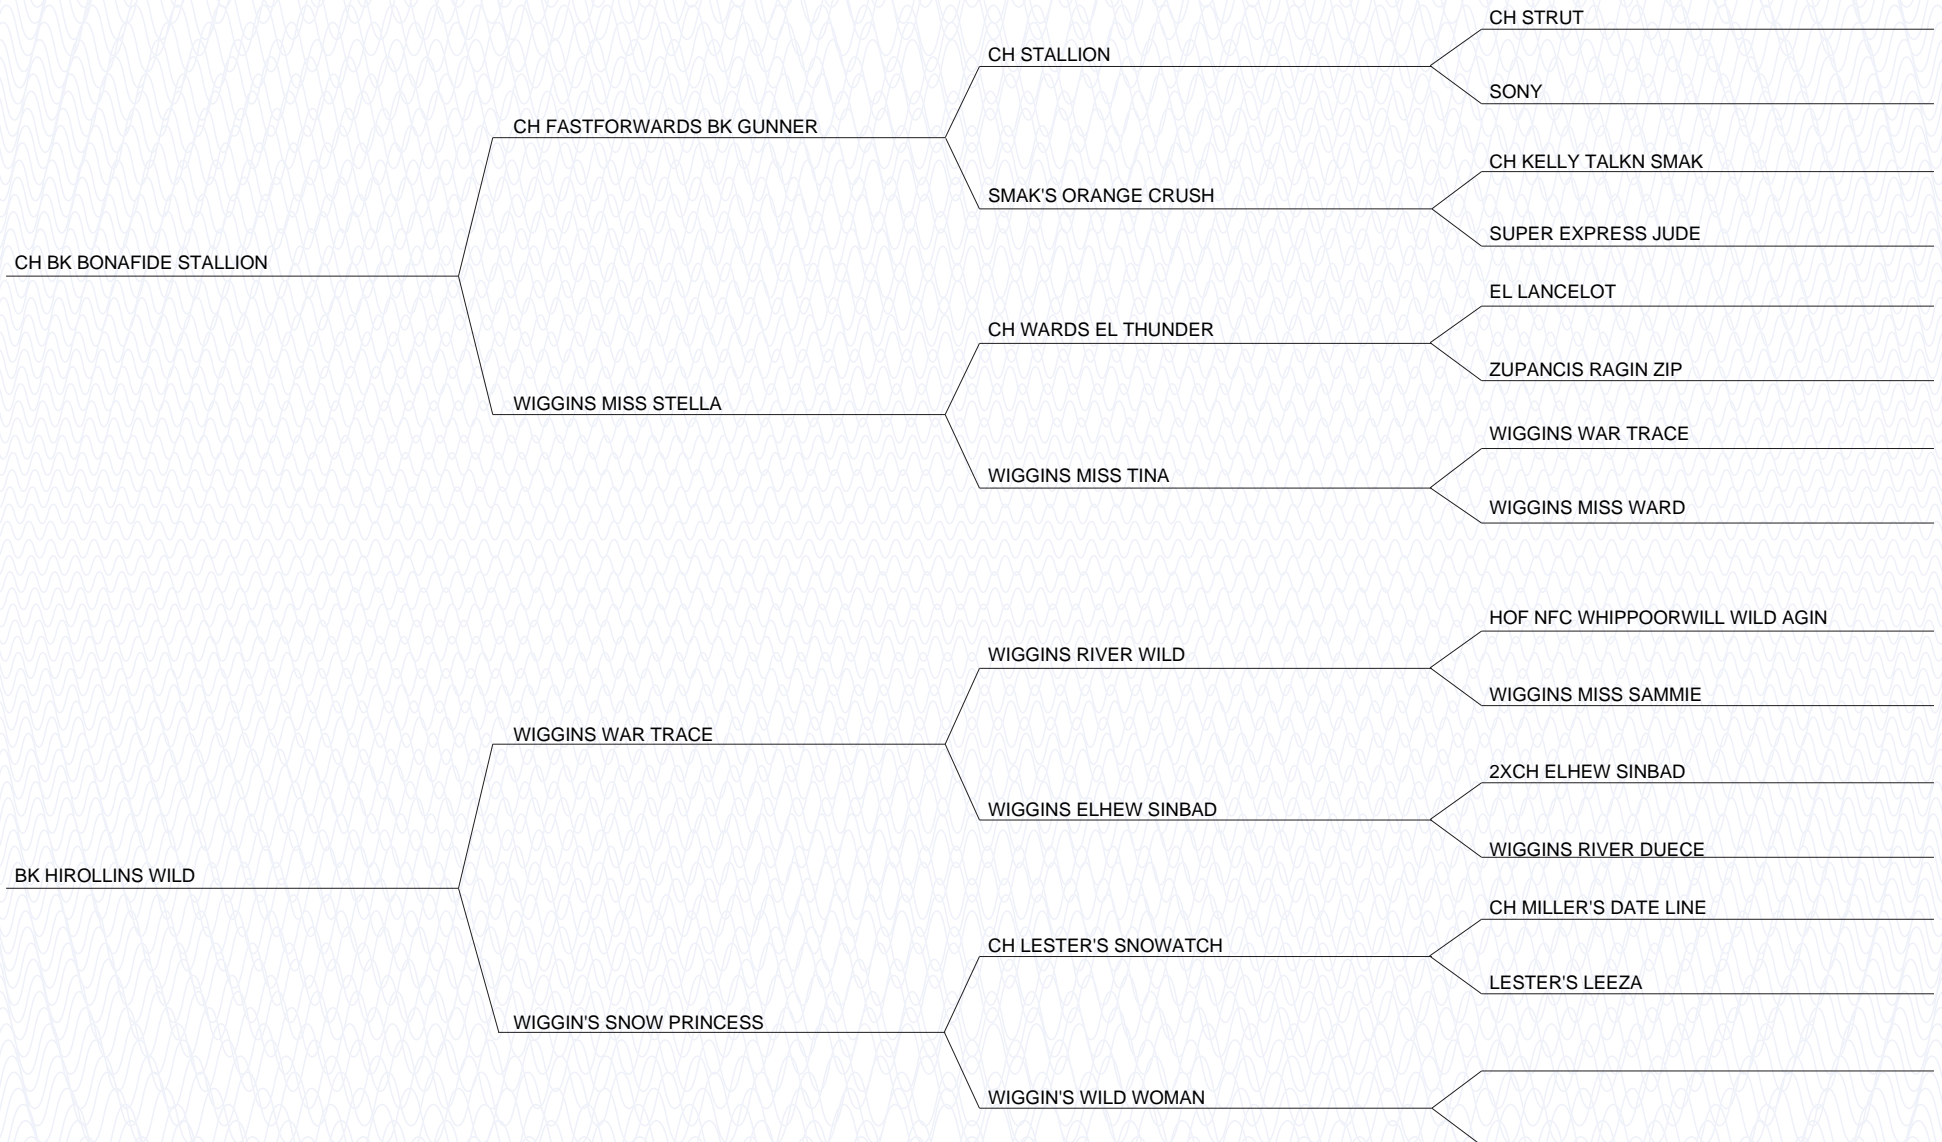 CH STRUT
CH STALLION
SONY
CH FASTFORWARDS BK GUNNER
CH KELLY TALKN SMAK
SMAK'S ORANGE CRUSH
SUPER EXPRESS JUDE
CH BK BONAFIDE STALLION
EL LANCELOT
CH WARDS EL THUNDER
ZUPANCIS RAGIN ZIP
WIGGINS MISS STELLA
WIGGINS WAR TRACE
WIGGINS MISS TINA
WIGGINS MISS WARD
HOF NFC WHIPPOORWILL WILD AGIN
WIGGINS RIVER WILD
WIGGINS MISS SAMMIE
WIGGINS WAR TRACE
2XCH ELHEW SINBAD
WIGGINS ELHEW SINBAD
WIGGINS RIVER DUECE
BK HIROLLINS WILD
CH MILLER'S DATE LINE
CH LESTER'S SNOWATCH
LESTER'S LEEZA
WIGGIN'S SNOW PRINCESS
WIGGIN'S WILD WOMAN